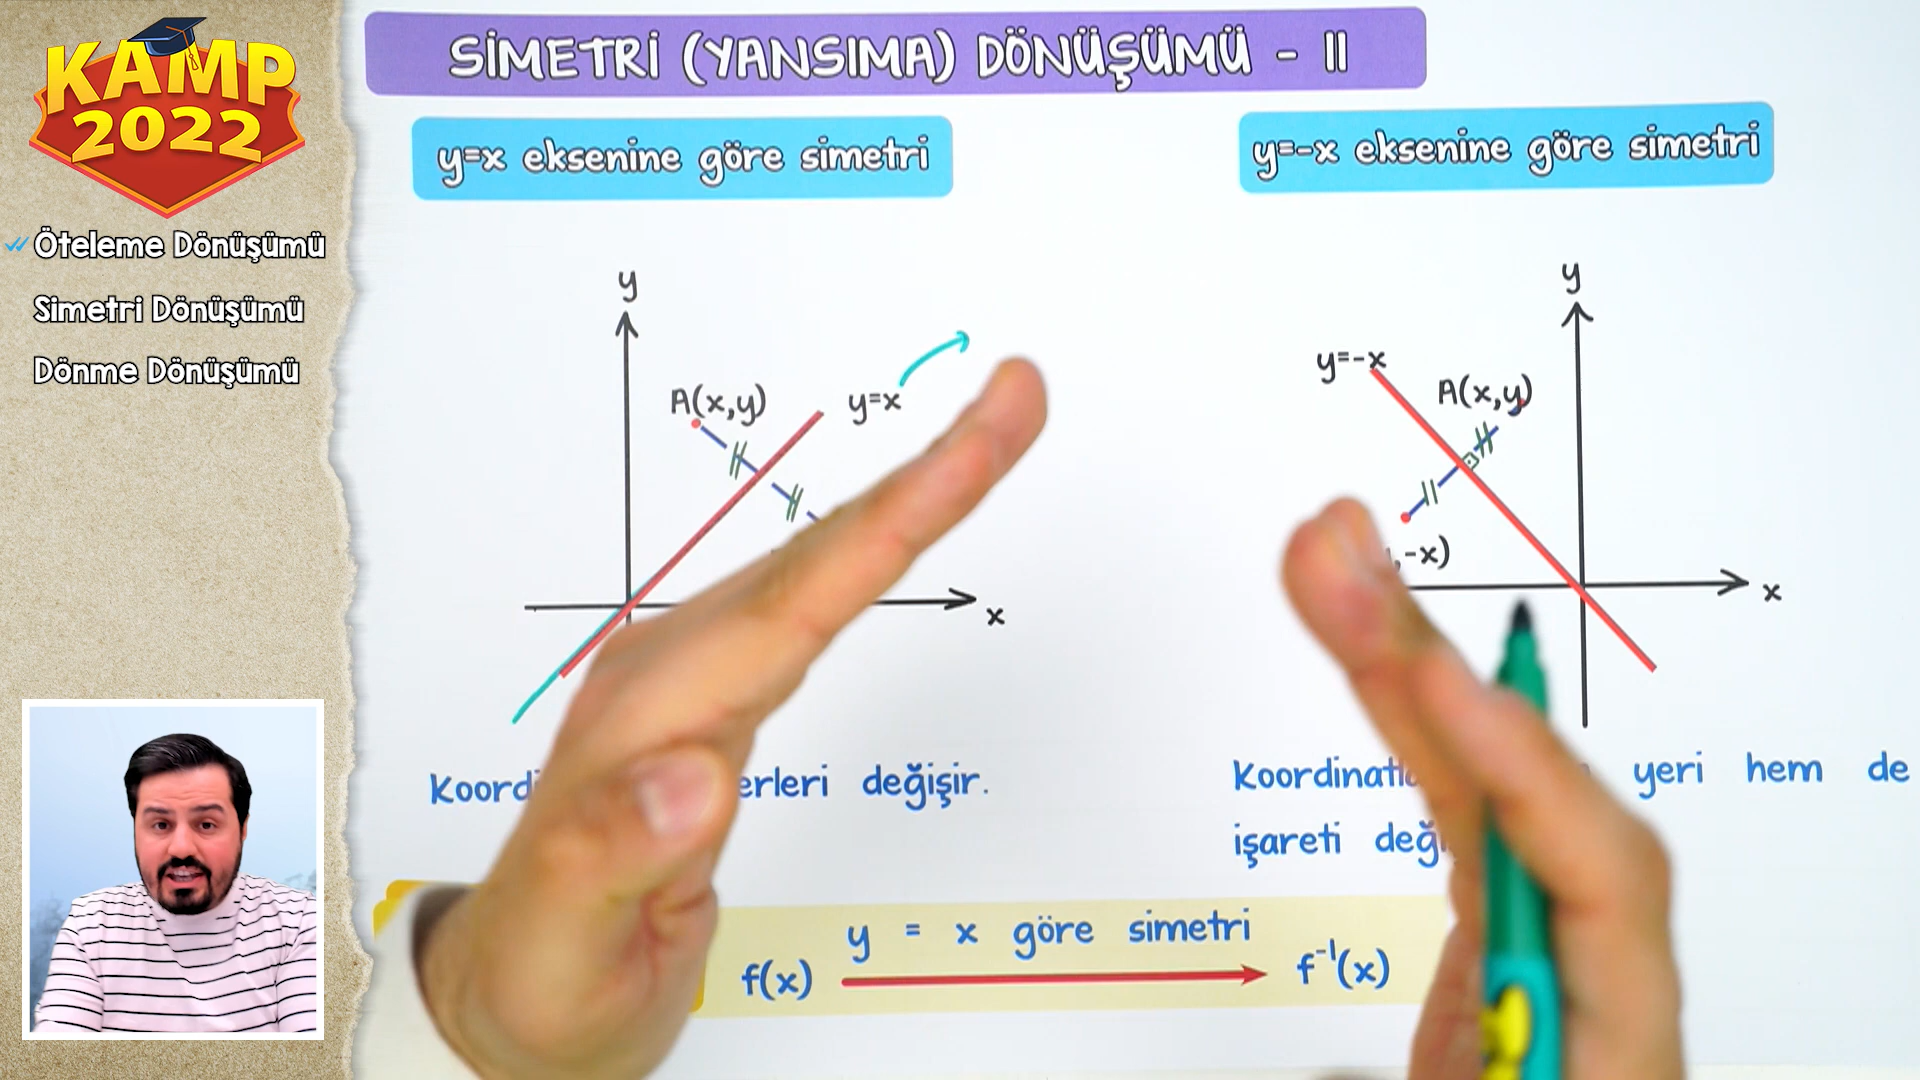 KAMP
2022
Öteleme Dönüşümü
Simetri Dönüşümü
Dönme Dönüşümü
SİMETRİ (YANSIMA) DÖNÜŞÜMÜ - II
y=x eksenine göre simetri
y=-x eksenine göre simetri
y
A(x,y)
y=x
x
y
y=-x
A(x,y)
,-x)
x
değişir.
yeri hem de
işareti
y = x göre simetri
f(x)
f⁻¹(x)